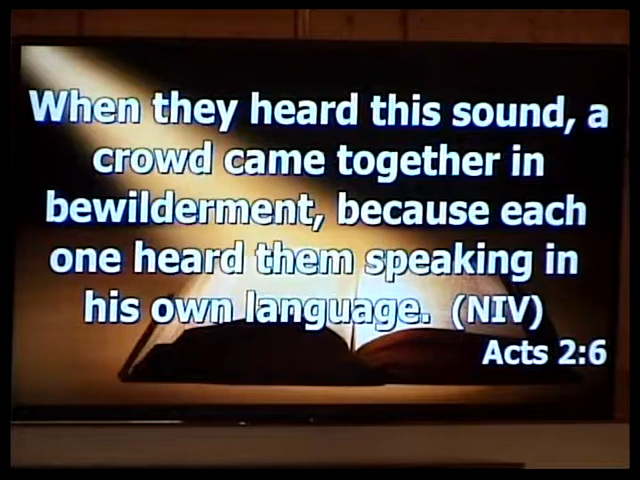 When they heard this sound, a
crowd came together in
bewilderment, because each
one heard them speaking in
his own language. (NIV)
Acts 2:6